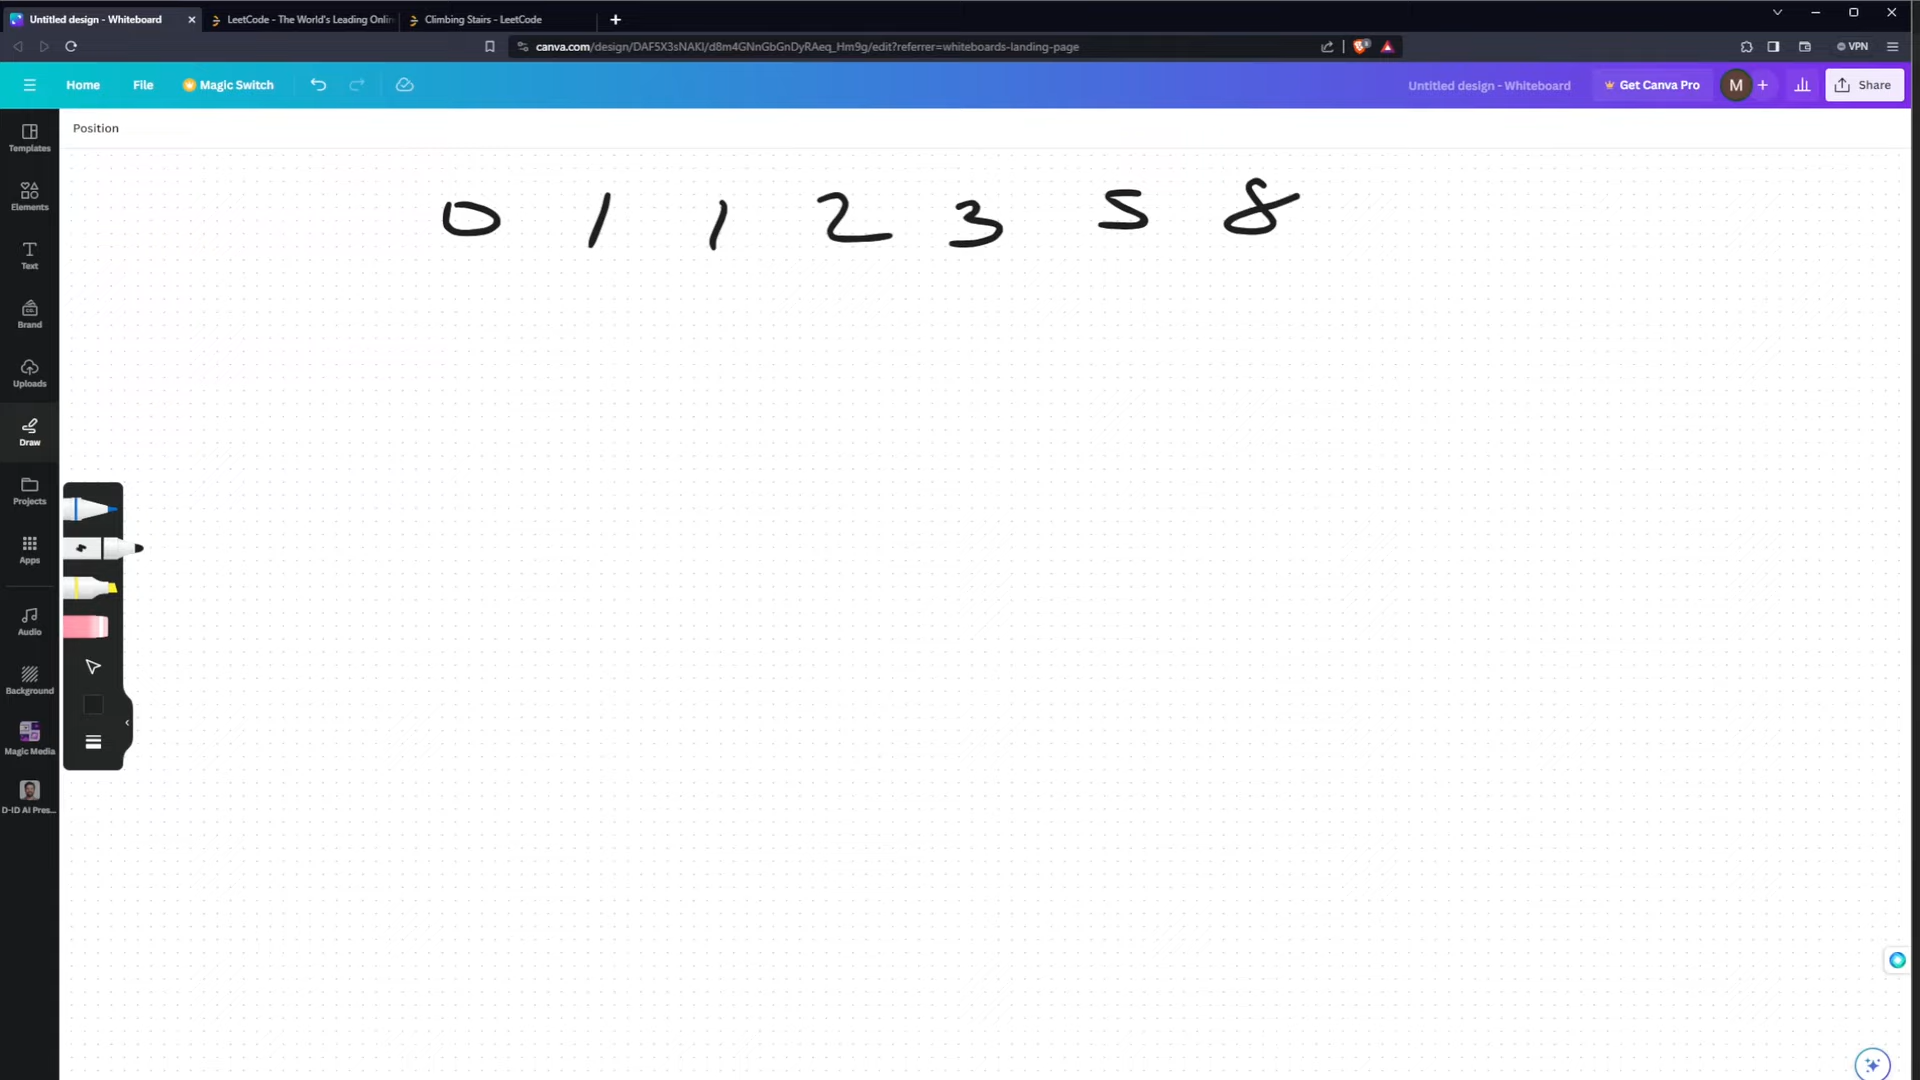 Untitled design - Whiteboard
LeetCode - The World's Leading Onlin
Climbing Stairs - LeetCode
canva.com/design/DAF5X3sNAKI/d8m4GNnGbGnDyRAeq_Hm9g/edit?referrer=whiteboards-landing-page
VPN
Home File Magic Switch
Untitled design - Whiteboard
Get Canva Pro
M
Share
Position
Templates
Elements
Text
Brand
Uploads
Draw
Projects
Apps
Audio
Background
Magic Media
D-ID AI Pres...
0 1 1 2 3 5 8